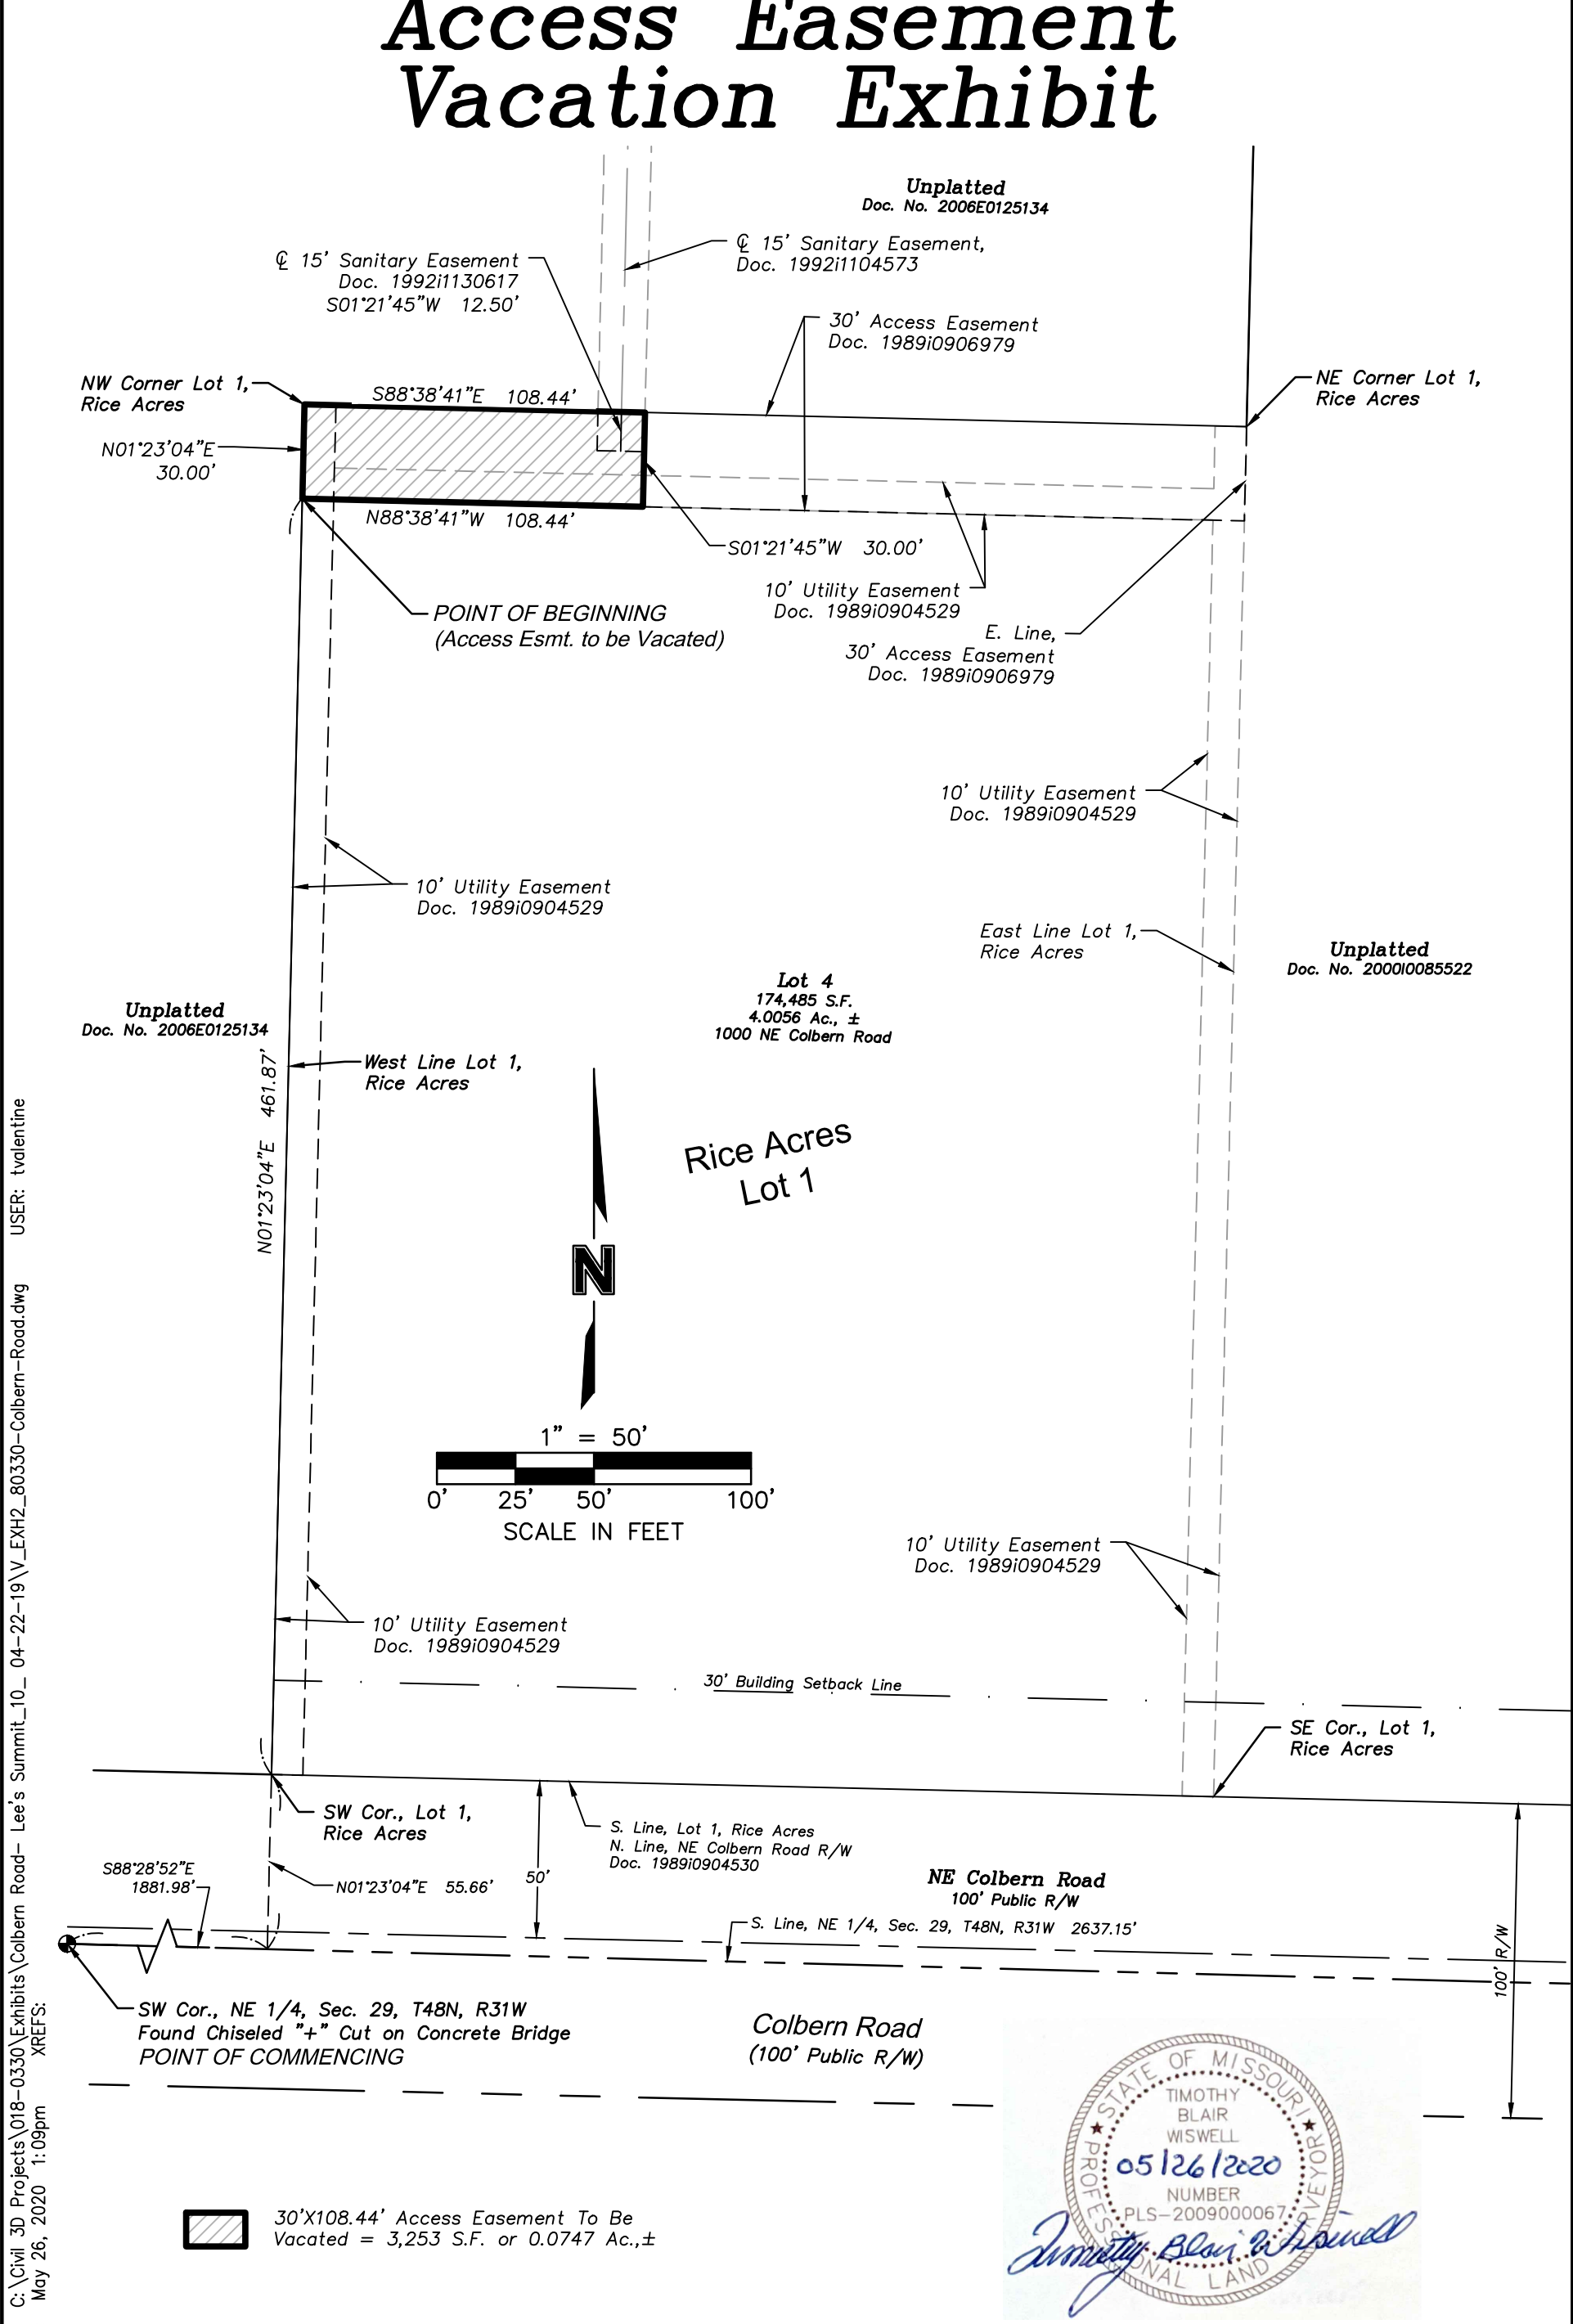 Access Easement
Vacation Exhibit
Unplatted
Doc. No. 2006E0125134
℄ 15' Sanitary Easement
Doc. 1992i1130617
S01°21'45"W 12.50'
℄ 15' Sanitary Easement,
Doc. 1992i1104573
30' Access Easement
Doc. 1989i0906979
NW Corner Lot 1,
Rice Acres
S88°38'41"E 108.44'
NE Corner Lot 1,
Rice Acres
N01°23'04"E
30.00'
N88°38'41"W 108.44'
S01°21'45"W 30.00'
10' Utility Easement
Doc. 1989i0904529
POINT OF BEGINNING
(Access Esmt. to be Vacated)
E. Line,
30' Access Easement
Doc. 1989i0906979
10' Utility Easement
Doc. 1989i0904529
10' Utility Easement
Doc. 1989i0904529
East Line Lot 1,
Rice Acres
Unplatted
Doc. No. 2000I0085522
Lot 4
174,485 S.F.
4.0056 Ac., ±
1000 NE Colbern Road
Unplatted
Doc. No. 2006E0125134
West Line Lot 1,
Rice Acres
N01°23'04"E 461.87'
Rice Acres
Lot 1
N
1" = 50'
0' 25' 50' 100'
SCALE IN FEET
10' Utility Easement
Doc. 1989i0904529
10' Utility Easement
Doc. 1989i0904529
30' Building Setback Line
SE Cor., Lot 1,
Rice Acres
SW Cor., Lot 1,
Rice Acres
S. Line, Lot 1, Rice Acres
N. Line, NE Colbern Road R/W
Doc. 1989i0904530
S88°28'52"E
1881.98'
N01°23'04"E 55.66'
50'
NE Colbern Road
100' Public R/W
S. Line, NE 1/4, Sec. 29, T48N, R31W 2637.15'
100' R/W
SW Cor., NE 1/4, Sec. 29, T48N, R31W
Found Chiseled "+" Cut on Concrete Bridge
POINT OF COMMENCING
Colbern Road
(100' Public R/W)
STATE OF MISSOURI
TIMOTHY
BLAIR
WISWELL
05/26/2020
NUMBER
PLS-2009000067
PROFESSIONAL LAND SURVEYOR
Timothy Blair Wiswell
30'X108.44' Access Easement To Be
Vacated = 3,253 S.F. or 0.0747 Ac.,±
C:\Civil 3D Projects\018-0330\Exhibits\Colbern Road- Lee's Summit_10_ 04-22-19\V_EXH2_80330-Colbern-Road.dwg USER: tvalentine
May 26, 2020 1:09pm XREFS: